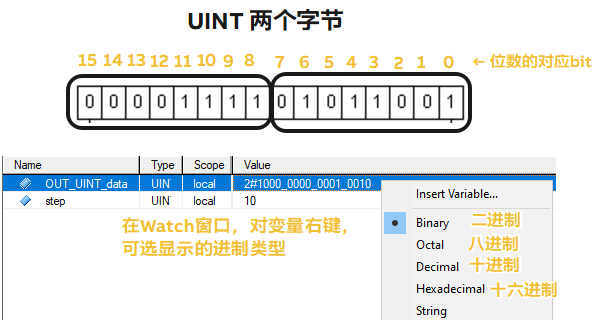 UINT 两个字节
15 14 13 12 11 10 9 8 7 6 5 4 3 2 1 0 ← 位数的对应bit
0 0 0 0 1 1 1 1 0 1 0 1 1 0 0 1
Name Type Scope Value
OUT_UINT_data UIN local 2#1000_0000_0001_0010
step UIN local 10
Insert Variable...
Binary 二进制
Octal 八进制
Decimal 十进制
Hexadecimal 十六进制
String
在Watch窗口，对变量右键，
可选显示的进制类型